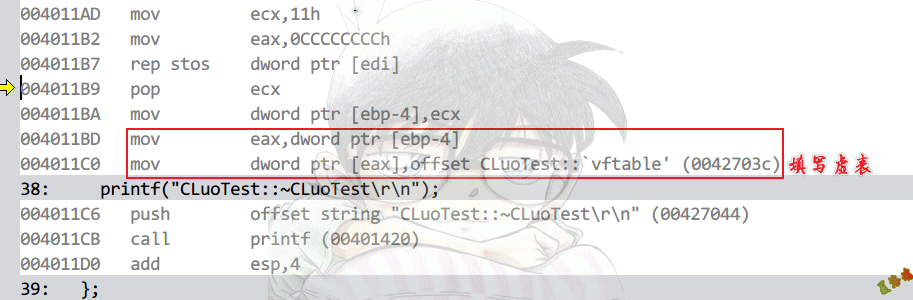 004011AD mov ecx,11h
004011B2 mov eax,0CCCCCCCCh
004011B7 rep stos dword ptr [edi]
004011B9 pop ecx
004011BA mov dword ptr [ebp-4],ecx
004011BD mov eax,dword ptr [ebp-4]
004011C0 mov dword ptr [eax],offset CLuoTest::`vftable' (0042703c) 填写虚表
38: printf("CLuoTest::~CLuoTest\r\n");
004011C6 push offset string "CLuoTest::~CLuoTest\r\n" (00427044)
004011CB call printf (00401420)
004011D0 add esp,4
39: };